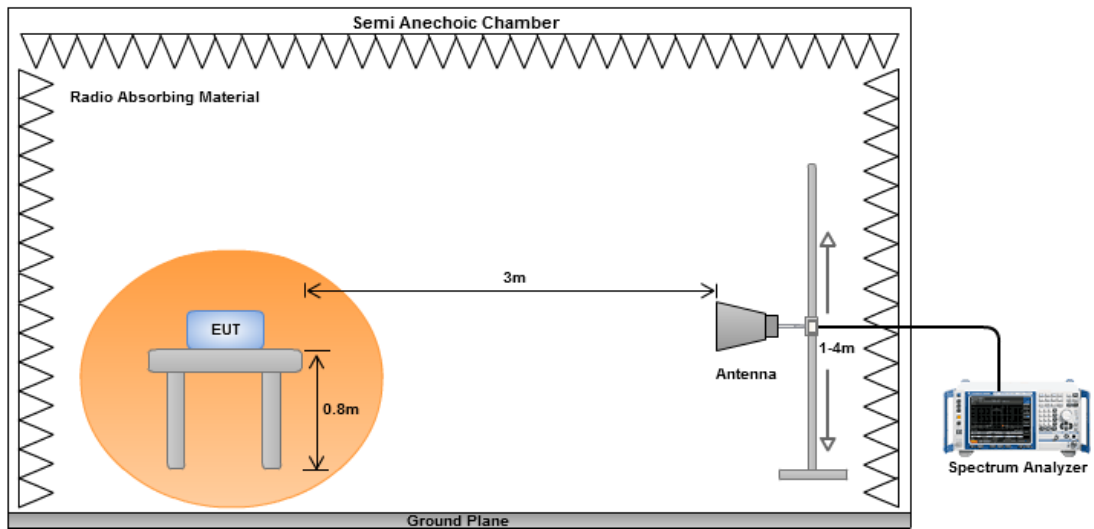 Semi Anechoic Chamber
Radio Absorbing Material
3m
EUT
1-4m
Antenna
0.8m
Spectrum Analyzer
Ground Plane